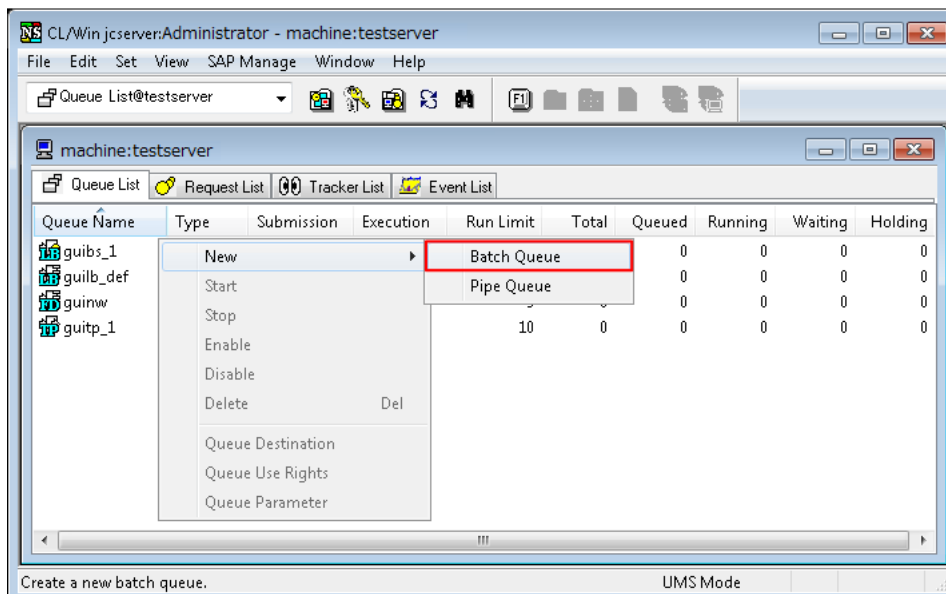 CL/Win jcserver:Administrator - machine:testserver
File Edit Set View SAP Manage Window Help
Queue List@testserver
F1
machine:testserver
Queue List Request List Tracker List Event List
Queue Name Type Submission Execution Run Limit Total Queued Running Waiting Holding
guibs_1 0 0 0 0
guilb_def 0 0 0 0
guinw 0 0 0 0
guitp_1 10 0 0 0 0 0
New
Start
Stop
Enable
Disable
Delete Del
Queue Destination
Queue Use Rights
Queue Parameter
Batch Queue
Pipe Queue
Create a new batch queue. UMS Mode